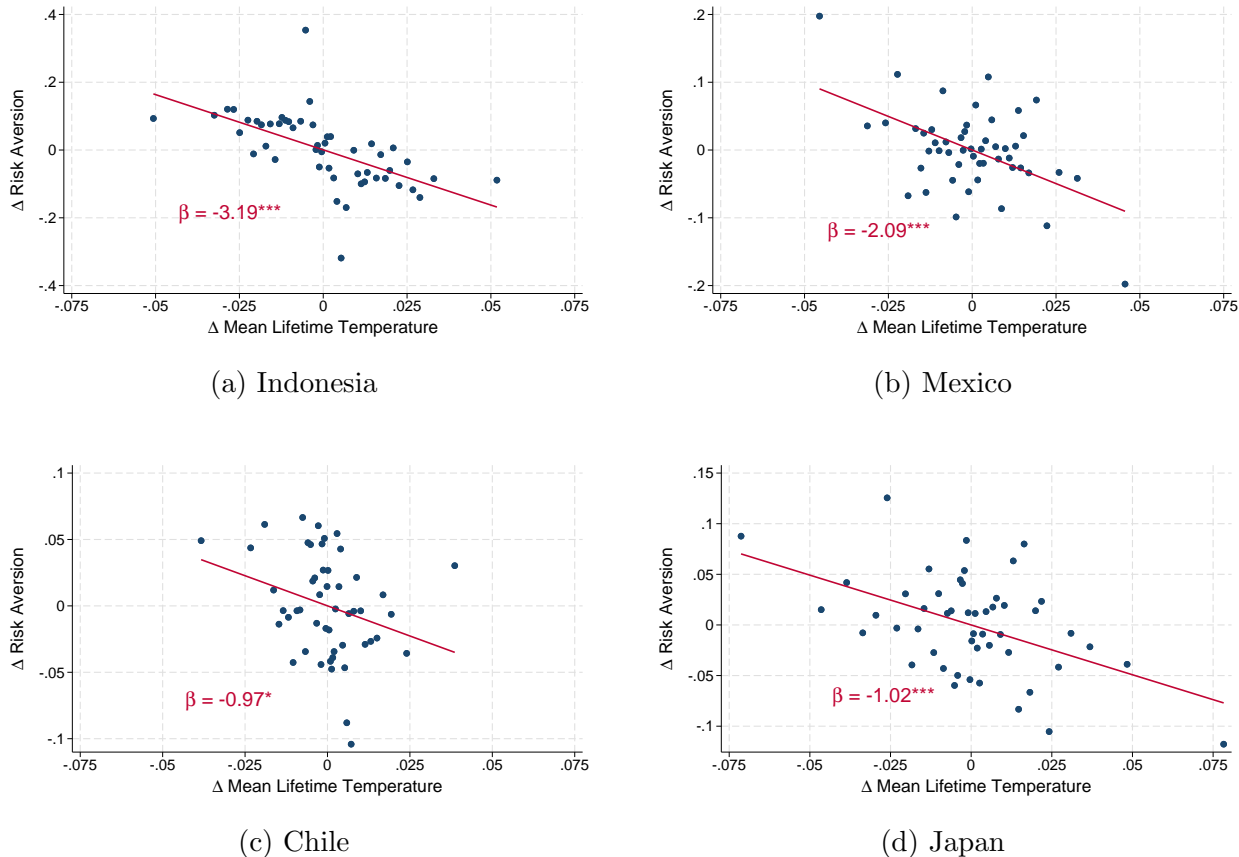 .4
.2
0
-.2
-.4
Δ Risk Aversion
β = -3.19***
-.075 -.05 -.025 0 .025 .05 .075
Δ Mean Lifetime Temperature
(a) Indonesia
.2
.1
0
-.1
-.2
Δ Risk Aversion
β = -2.09***
-.075 -.05 -.025 0 .025 .05 .075
Δ Mean Lifetime Temperature
(b) Mexico
.1
.05
0
-.05
-.1
Δ Risk Aversion
β = -0.97*
-.075 -.05 -.025 0 .025 .05 .075
Δ Mean Lifetime Temperature
(c) Chile
.15
.1
.05
0
-.05
-.1
Δ Risk Aversion
β = -1.02***
-.075 -.05 -.025 0 .025 .05 .075
Δ Mean Lifetime Temperature
(d) Japan